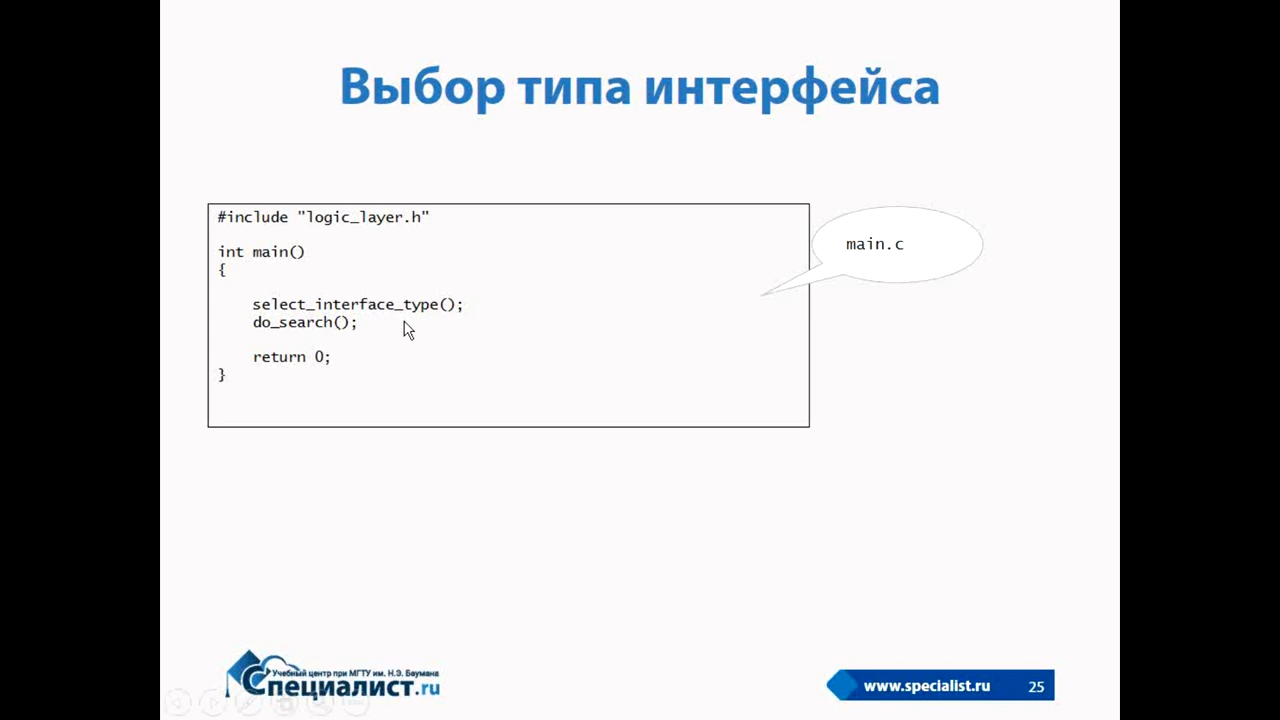 Выбор типа интерфейса
#include "logic_layer.h"
main.c
int main()
{
select_interface_type();
do_search();
return 0;
}
Учебный центр при МГТУ им. Н.Э. Баумана
Специалист.ru
www.specialist.ru 25